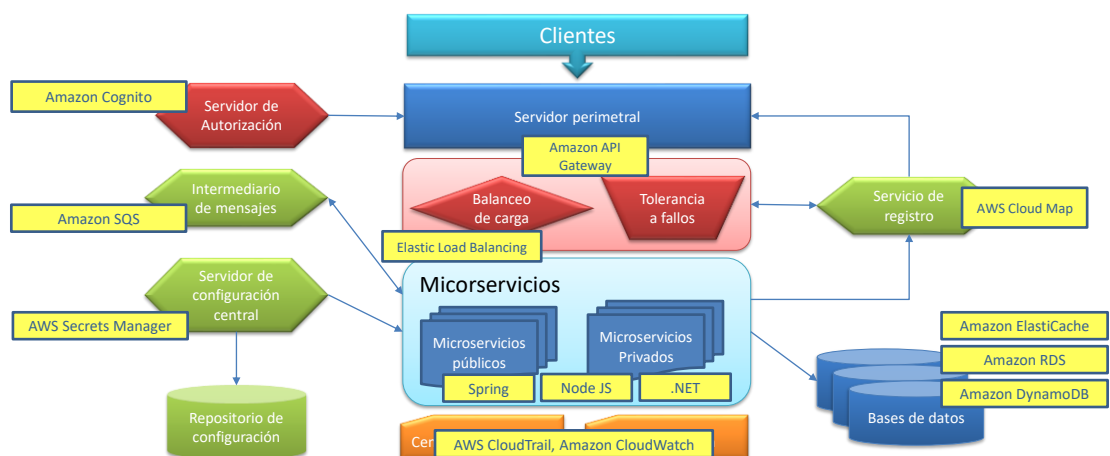 Clientes
Amazon Cognito
Servidor de
Autorización
Servidor perimetral
Amazon API
Gateway
Intermediario
de mensajes
Amazon SQS
Balanceo
de carga
Tolerancia
a fallos
Elastic Load Balancing
Servicio de
registro
AWS Cloud Map
Servidor de
configuración
central
AWS Secrets Manager
Micorservicios
Microservicios
públicos
Microservicios
Privados
Spring
Node JS
.NET
Amazon ElastiCache
Amazon RDS
Amazon DynamoDB
Bases de datos
Repositorio de
configuración
AWS CloudTrail, Amazon CloudWatch